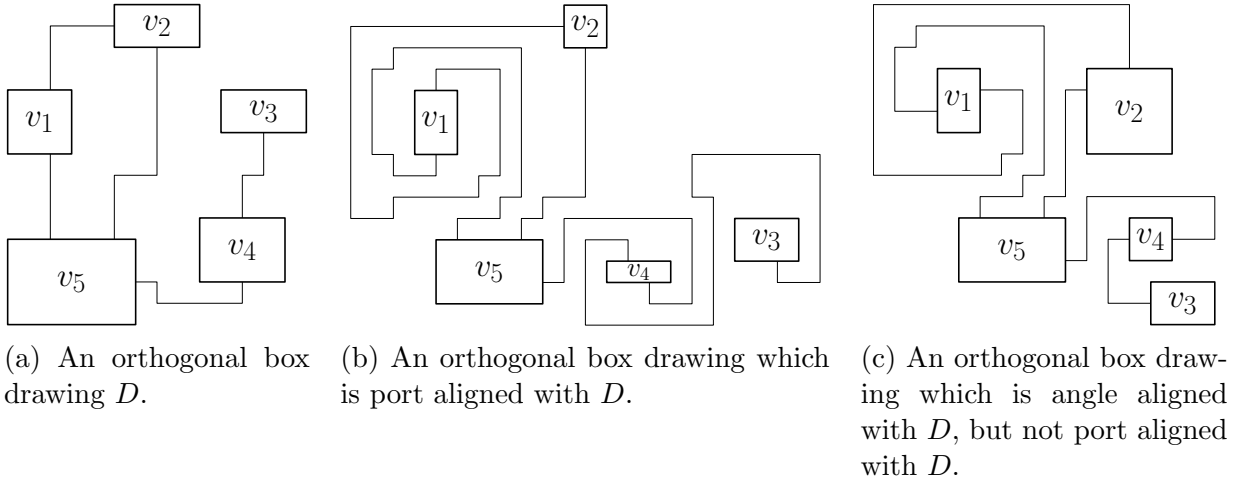 v2
v1
v3
v4
v5
v2
v1
v5
v4
v3
v1
v2
v5
v4
v3
(a) An orthogonal box
drawing D.
(b) An orthogonal box drawing which
is port aligned with D.
(c) An orthogonal box draw-
ing which is angle aligned
with D, but not port aligned
with D.